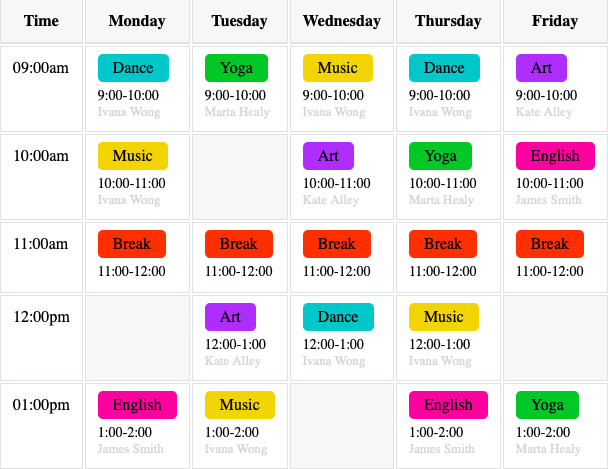 Time Monday Tuesday Wednesday Thursday Friday
09:00am Dance Yoga Music Dance Art
9:00-10:00 9:00-10:00 9:00-10:00 9:00-10:00 9:00-10:00
Ivana Wong Marta Healy Ivana Wong Ivana Wong Kate Alley
10:00am Music Art Yoga English
10:00-11:00 10:00-11:00 10:00-11:00 10:00-11:00
Ivana Wong Kate Alley Marta Healy James Smith
11:00am Break Break Break Break Break
11:00-12:00 11:00-12:00 11:00-12:00 11:00-12:00 11:00-12:00
12:00pm Art Dance Music
12:00-1:00 12:00-1:00 12:00-1:00
Kate Alley Ivana Wong Ivana Wong
01:00pm English Music English Yoga
1:00-2:00 1:00-2:00 1:00-2:00 1:00-2:00
James Smith Ivana Wong James Smith Marta Healy